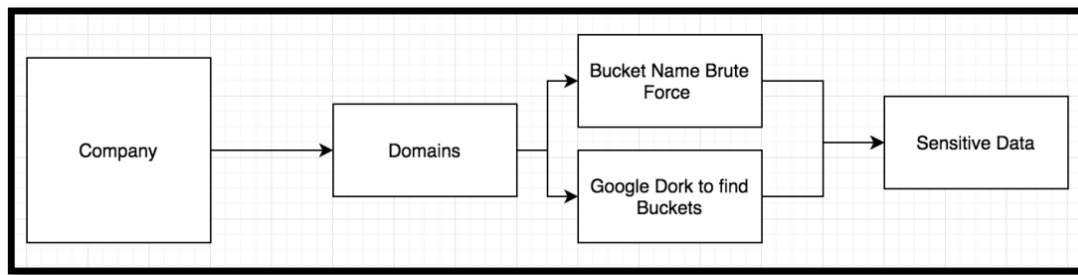 Company
Domains
Bucket Name Brute
Force
Google Dork to find
Buckets
Sensitive Data